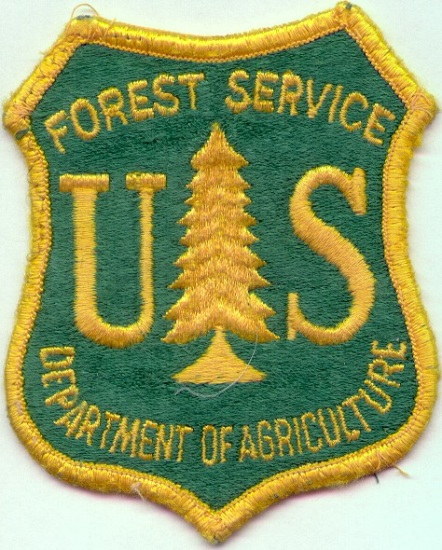 FOREST SERVICE
U S
DEPARTMENT OF AGRICULTURE